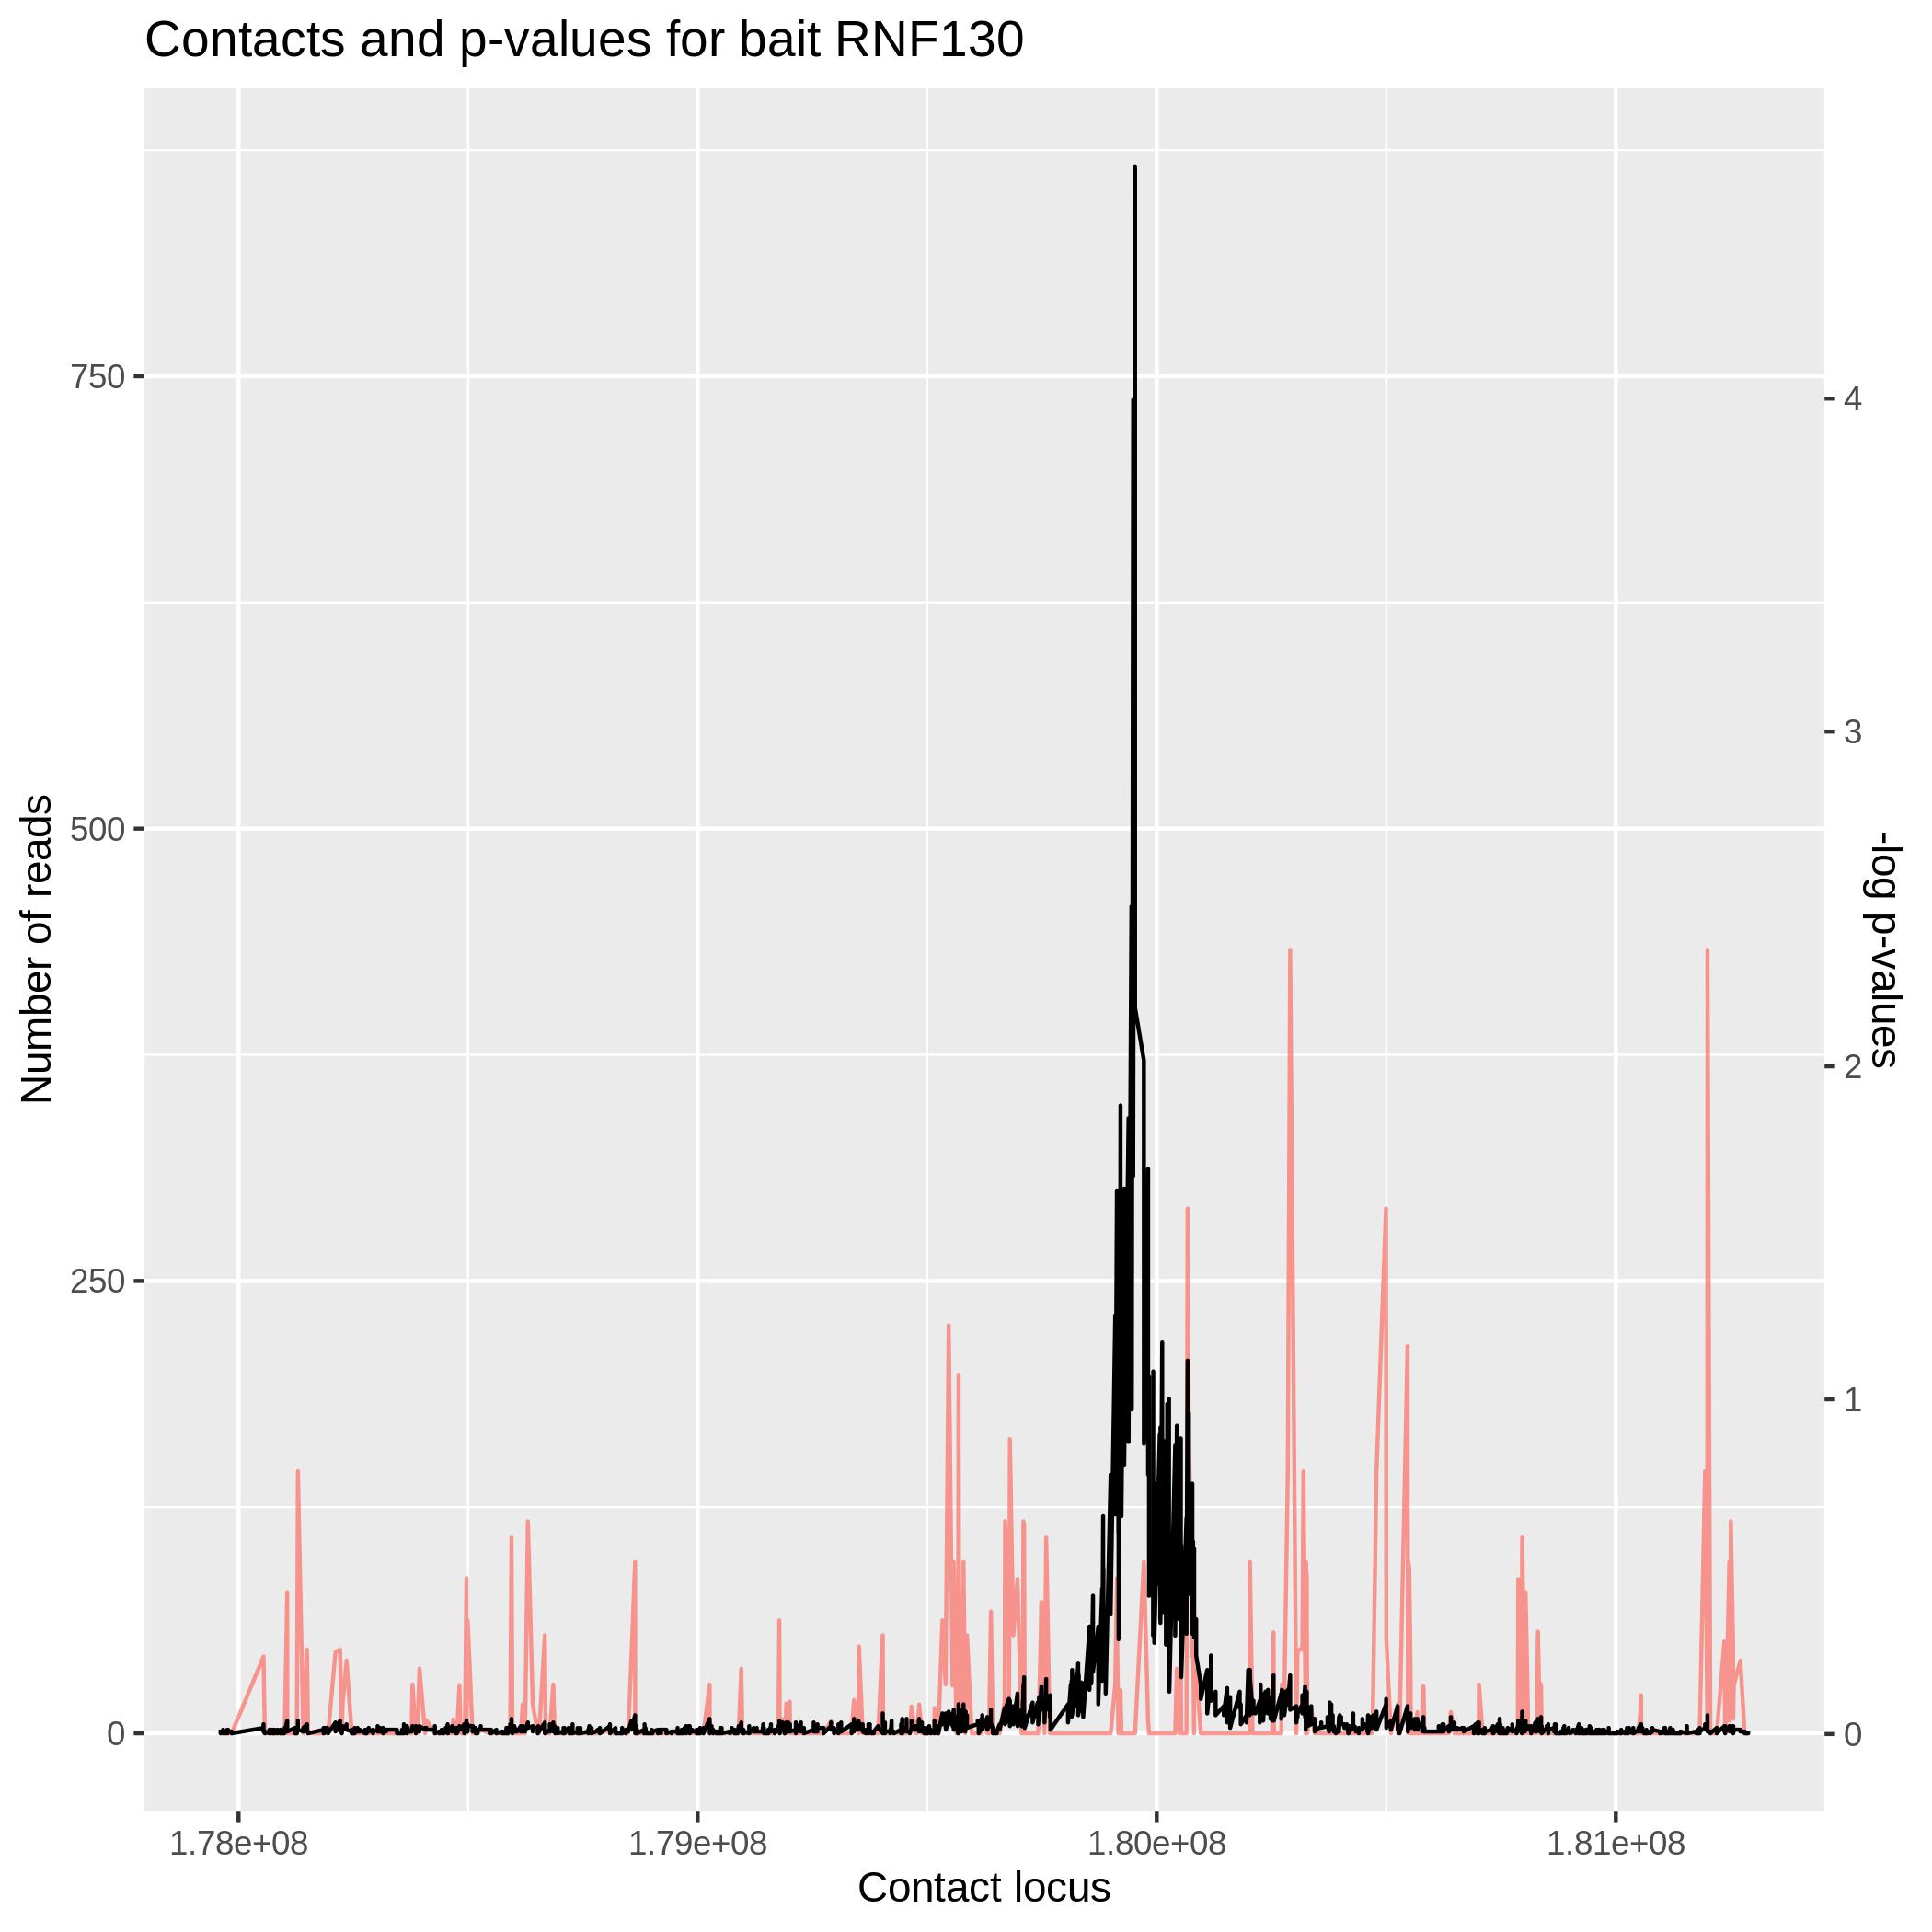 Contacts and p-values for bait RNF130
Number of reads
750
500
250
0
4
3
2
1
0
-log p-values
1.78e+08
1.79e+08
1.80e+08
1.81e+08
Contact locus